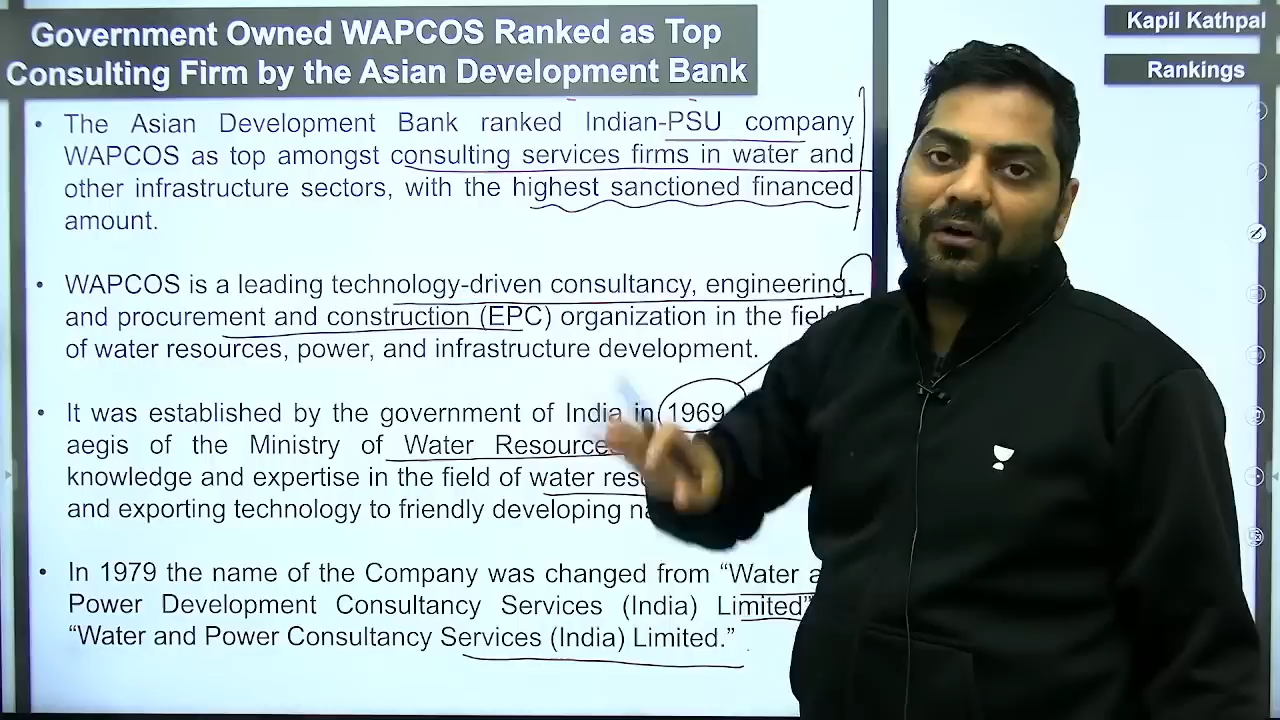 Government Owned WAPCOS Ranked as Top
Consulting Firm by the Asian Development Bank
Kapil Kathpal
Rankings
• The Asian Development Bank ranked Indian-PSU company
WAPCOS as top amongst consulting services firms in water and
other infrastructure sectors, with the highest sanctioned financed
amount.
• WAPCOS is a leading technology-driven consultancy, engineering,
and procurement and construction (EPC) organization in the field
of water resources, power, and infrastructure development.
• It was established by the government of India in 1969
aegis of the Ministry of Water Resource
knowledge and expertise in the field of water
and exporting technology to friendly developing
• In 1979 the name of the Company was changed from “Water
Power Development Consultancy Services (India) Limited”
“Water and Power Consultancy Services (India) Limited.”